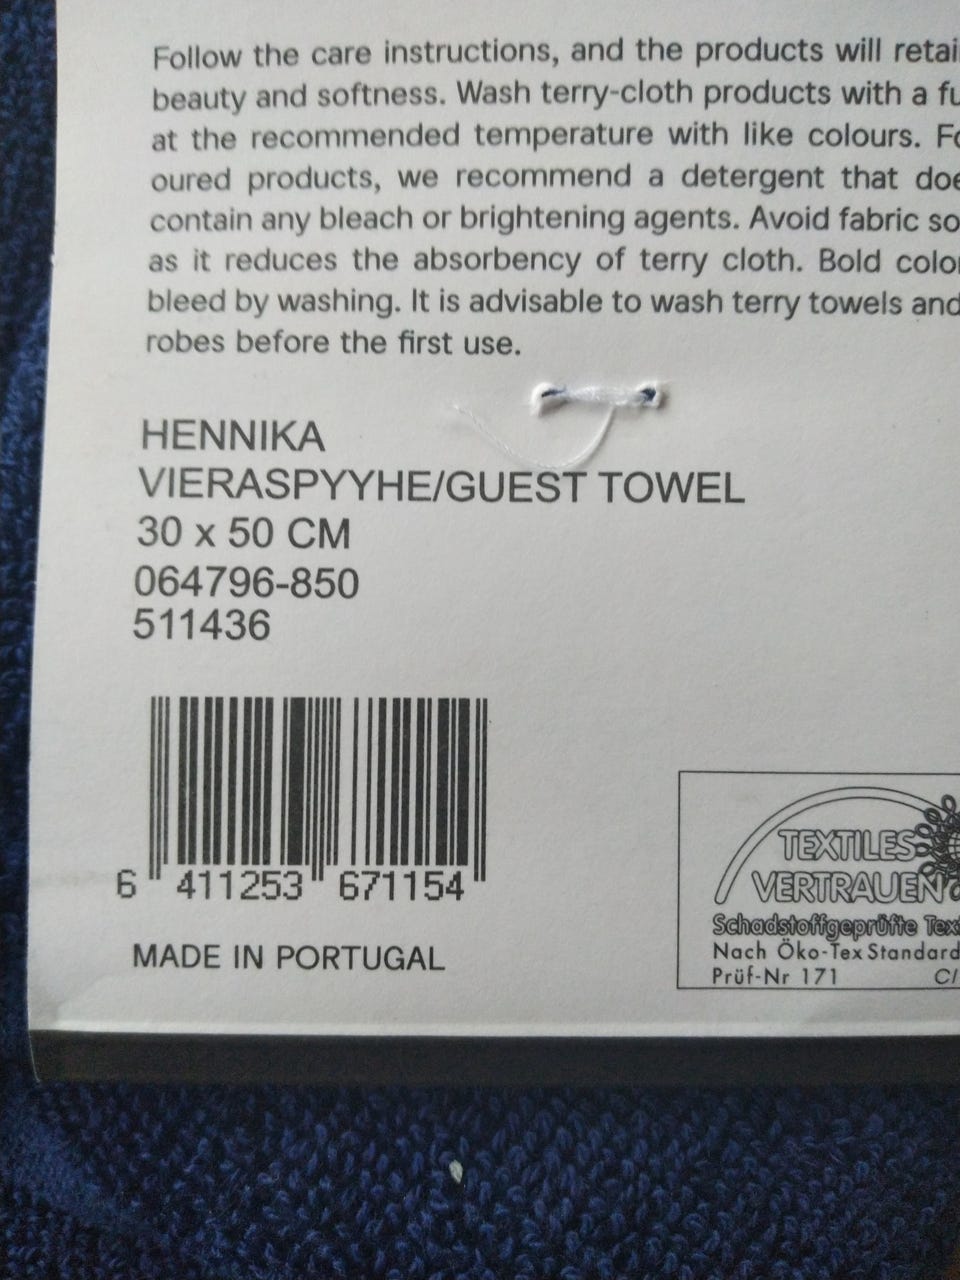 Follow the care instructions, and the products will retai
beauty and softness. Wash terry-cloth products with a fu
at the recommended temperature with like colours. Fo
oured products, we recommend a detergent that doe
contain any bleach or brightening agents. Avoid fabric so
as it reduces the absorbency of terry cloth. Bold color
bleed by washing. It is advisable to wash terry towels and
robes before the first use.
HENNIKA
VIERASPYYHE/GUEST TOWEL
30 x 50 CM
064796-850
511436
6 411253 671154
MADE IN PORTUGAL
TEXTILES
VERTRAUEN
Schadstoffgeprüfte Text
Nach Öko-Tex Standard
Prüf-Nr 171 CI